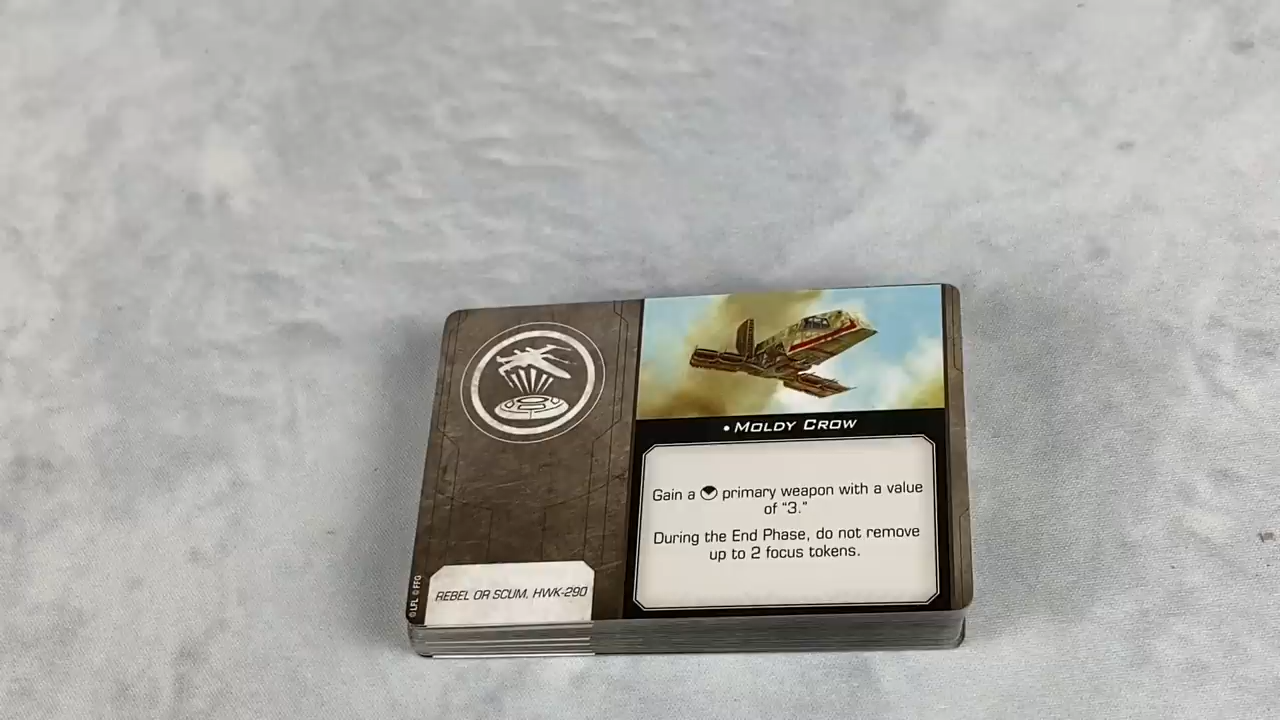 • MOLDY CROW
Gain a primary weapon with a value
of “3.”
During the End Phase, do not remove
up to 2 focus tokens.
REBEL OR SCUM, HWK-290
©LFL ©FFG